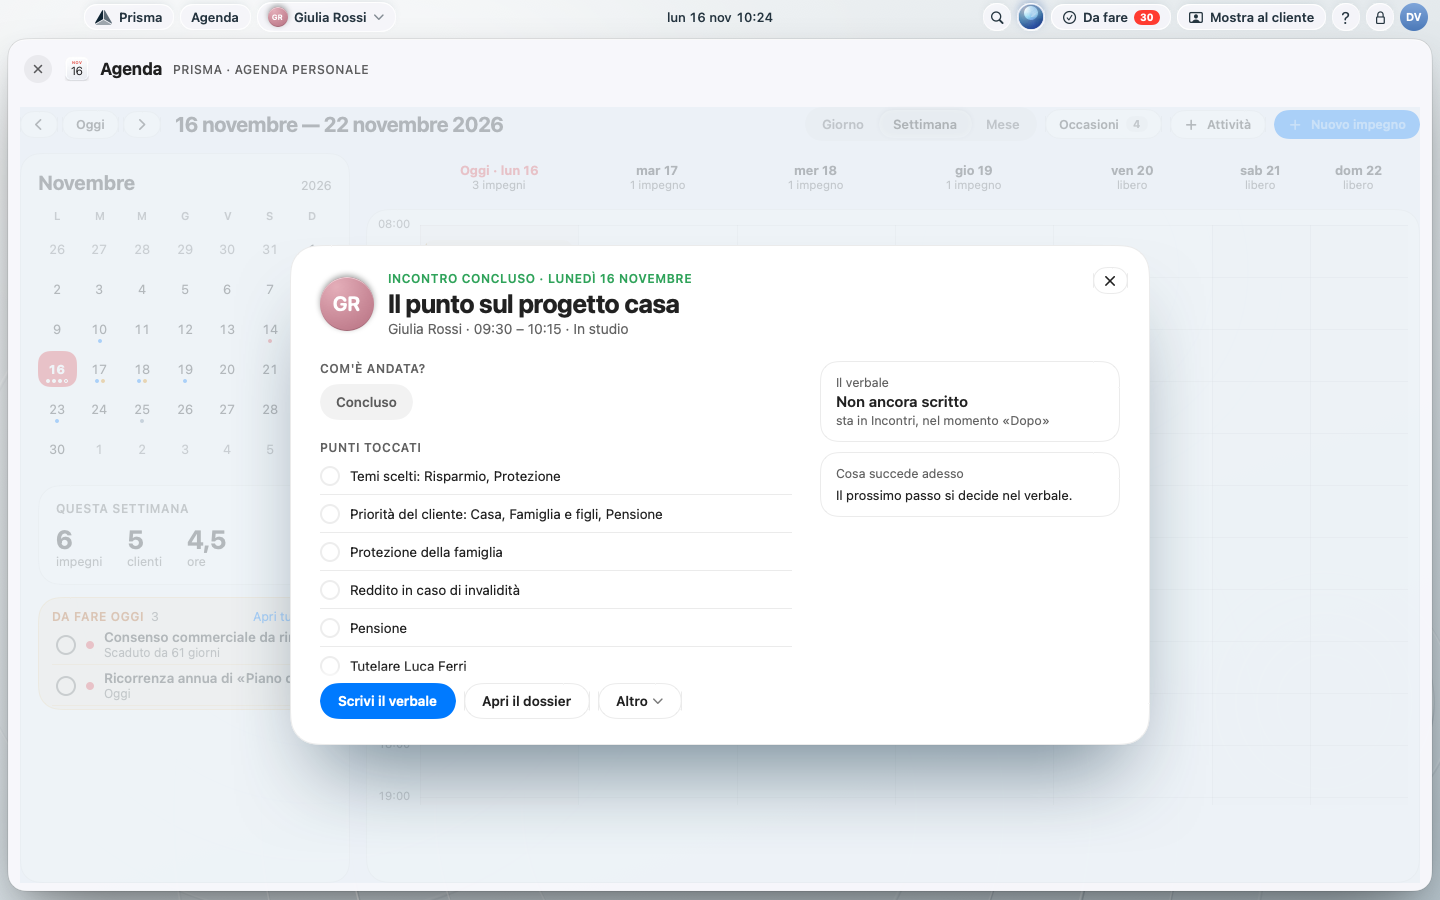 Prisma
Agenda
GR
Giulia Rossi
lun 16 nov 10:24
Da fare 30
Mostra al cliente
?
DV
NOV
16
Agenda
PRISMA · AGENDA PERSONALE
Oggi
16 novembre — 22 novembre 2026
Giorno
Settimana
Mese
Occasioni 4
Attività
Nuovo impegno
Novembre
2026
L M M G V S D
26 27 28 29 30 31
2 3 4 5 6 7
9 10 11 12 13 14
16 17 18 19 20 21
23 24 25 26 27 28
30 1 2 3 4 5
QUESTA SETTIMANA
6 5 4,5
impegni clienti ore
DA FARE OGGI 3
Apri tu
Consenso commerciale da ri
Scaduto da 61 giorni
Ricorrenza annua di «Piano
Oggi
Oggi · lun 16
3 impegni
mar 17
1 impegno
mer 18
1 impegno
gio 19
1 impegno
ven 20
libero
sab 21
libero
dom 22
libero
08:00
GR
INCONTRO CONCLUSO · LUNEDÌ 16 NOVEMBRE
Il punto sul progetto casa
Giulia Rossi · 09:30 – 10:15 · In studio
COM'È ANDATA?
Concluso
PUNTI TOCCATI
Temi scelti: Risparmio, Protezione
Priorità del cliente: Casa, Famiglia e figli, Pensione
Protezione della famiglia
Reddito in caso di invalidità
Pensione
Tutelare Luca Ferri
Il verbale
Non ancora scritto
sta in Incontri, nel momento «Dopo»
Cosa succede adesso
Il prossimo passo si decide nel verbale.
Scrivi il verbale
Apri il dossier
Altro
19:00